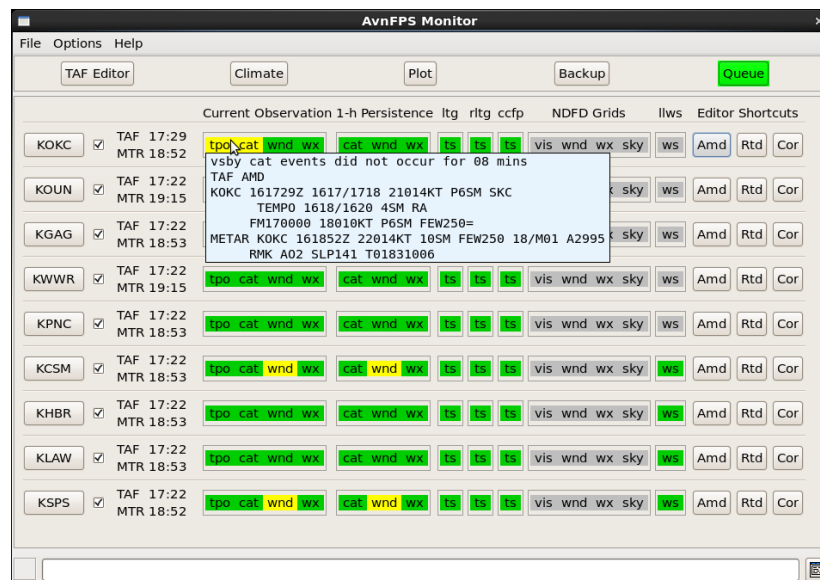 AvnFPS Monitor
File Options Help
TAF Editor Climate Plot Backup Queue
Current Observation 1-h Persistence ltg rltg ccfp NDFD Grids llws Editor Shortcuts
KOKC TAF 17:29 tpo cat wnd wx cat wnd wx ts ts ts vis wnd wx sky ws Amd Rtd Cor
MTR 18:52
vsby cat events did not occur for 08 mins
TAF AMD
KOKC 161729Z 1617/1718 21014KT P6SM SKC
TEMPO 1618/1620 4SM RA
FM170000 18010KT P6SM FEW250=
METAR KOKC 161852Z 22014KT 10SM FEW250 18/M01 A2995
RMK AO2 SLP141 T01831006
KOUN TAF 17:22 sky ws Amd Rtd Cor
MTR 19:15
KGAG TAF 17:22 sky ws Amd Rtd Cor
MTR 18:53
KWWR TAF 17:22 tpo cat wnd wx cat wnd wx ts ts ts vis wnd wx sky ws Amd Rtd Cor
MTR 19:15
KPNC TAF 17:22 tpo cat wnd wx cat wnd wx ts ts ts vis wnd wx sky ws Amd Rtd Cor
MTR 18:53
KCSM TAF 17:22 tpo cat wnd wx cat wnd wx ts ts ts vis wnd wx sky ws Amd Rtd Cor
MTR 18:53
KHBR TAF 17:22 tpo cat wnd wx cat wnd wx ts ts ts vis wnd wx sky ws Amd Rtd Cor
MTR 18:53
KLAW TAF 17:22 tpo cat wnd wx cat wnd wx ts ts ts vis wnd wx sky ws Amd Rtd Cor
MTR 18:53
KSPS TAF 17:22 tpo cat wnd wx cat wnd wx ts ts ts vis wnd wx sky ws Amd Rtd Cor
MTR 18:52